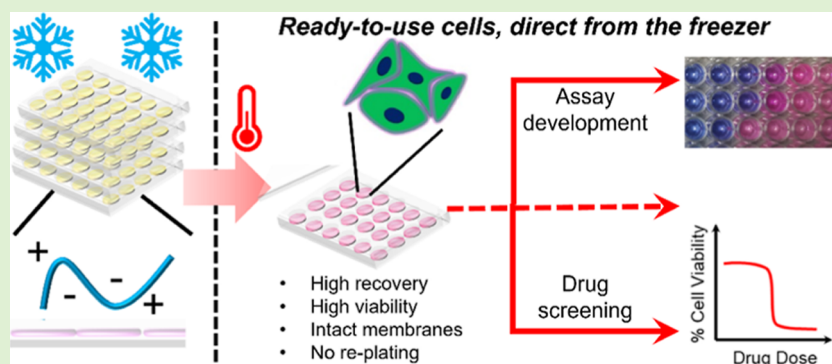 Ready-to-use cells, direct from the freezer
+
-
-
+
• High recovery
• High viability
• Intact membranes
• No re-plating
Assay
development
Drug
screening
% Cell Viability
Drug Dose